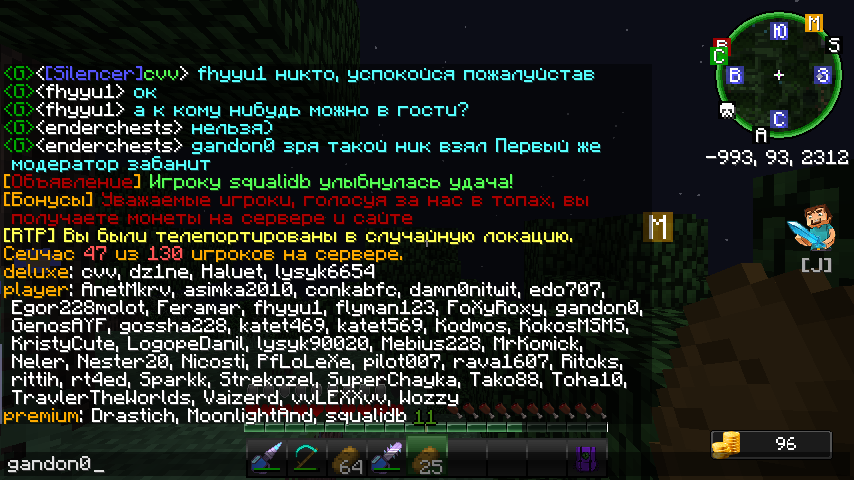 <G><[Silencer]cvv> fhyyu1 никто, успокойся пожалуйстав
<G><fhyyu1> ок
<G><fhyyu1> а к кому нибудь можно в гости?
<G><enderchests> нельзя)
<G><enderchests> gandon0 зря такой ник взял Первый же
модератор забанит
[Объявление] Игроку squalidb улыбнулась удача!
[Бонусы] Уважаемые игроки, голосуя за нас в топах, вы
получаете монеты на сервере и сайте
[RTP] Вы были телепортированы в случайную локацию.
Сейчас 47 из 130 игроков на сервере.
deluxe: cvv, dz1ne, Haluet, lysyk6654
player: AnetMkrv, asimka2010, conkabfc, damn0nitwit, edo707,
Egor228molot, Feramar, fhyyu1, flyman123, FoXyRoxy, gandon0,
GenosAYF, gossha228, katet469, katet569, Kodmos, KokosMSMS,
KristyCute, LogopeDanil, lysyk90020, Mebius228, MrKomick,
Neler, Nester20, Nicosti, PfLoLeXe, pilot007, rava1607, Ritoks,
rittih, rt4ed, Sparkk, Strekozel, SuperChayka, Tako88, Toha10,
TravlerTheWorlds, Vaizerd, vvLEXXvv, Wozzy
premium: Drastich, MoonlightAnd, squalidb
11
gandon0_
64
25
96
M
Ю
S
C
В
З
С
A
-993, 93, 2312
M
[J]